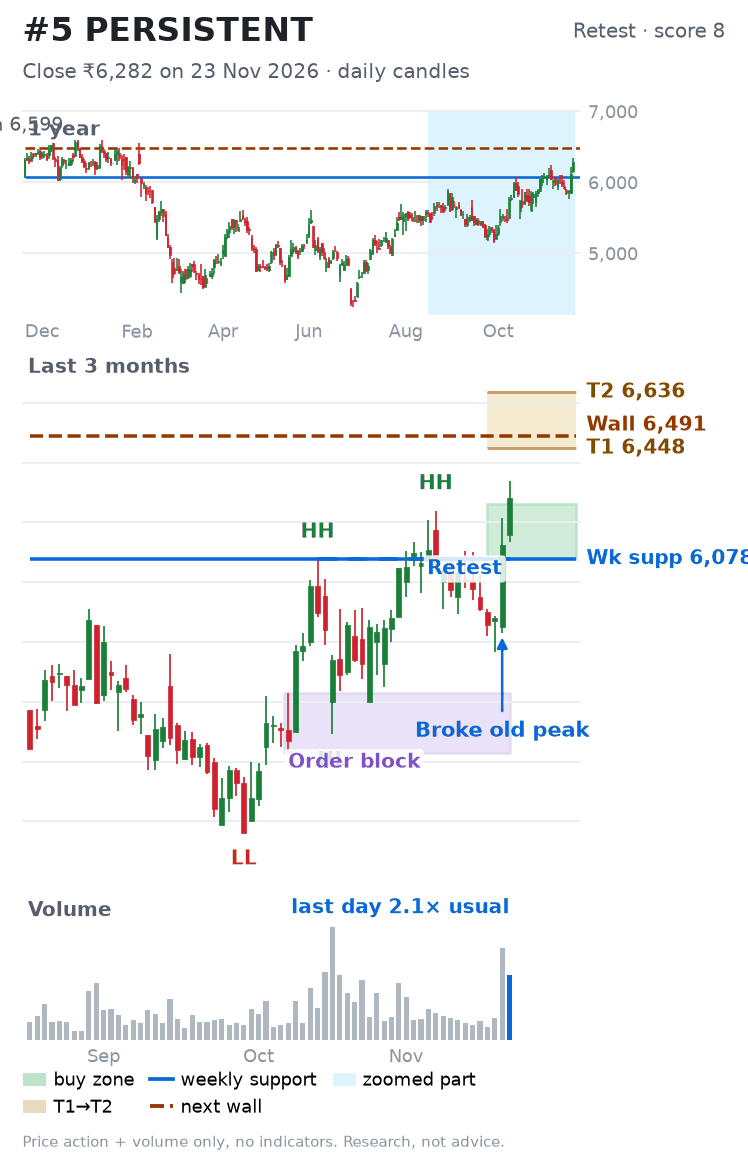 #5 PERSISTENT
Retest · score 8
Close ₹6,282 on 23 Nov 2026 · daily candles
6,599
1 year
7,000
6,000
5,000
Dec Feb Apr Jun Aug Oct
Last 3 months
T2 6,636
Wall 6,491
T1 6,448
HH
HH
Wk supp 6,078
Retest
Broke old peak
Order block
LL
Volume
last day 2.1× usual
Sep Oct Nov
buy zone weekly support zoomed part
T1→T2 next wall
Price action + volume only, no indicators. Research, not advice.